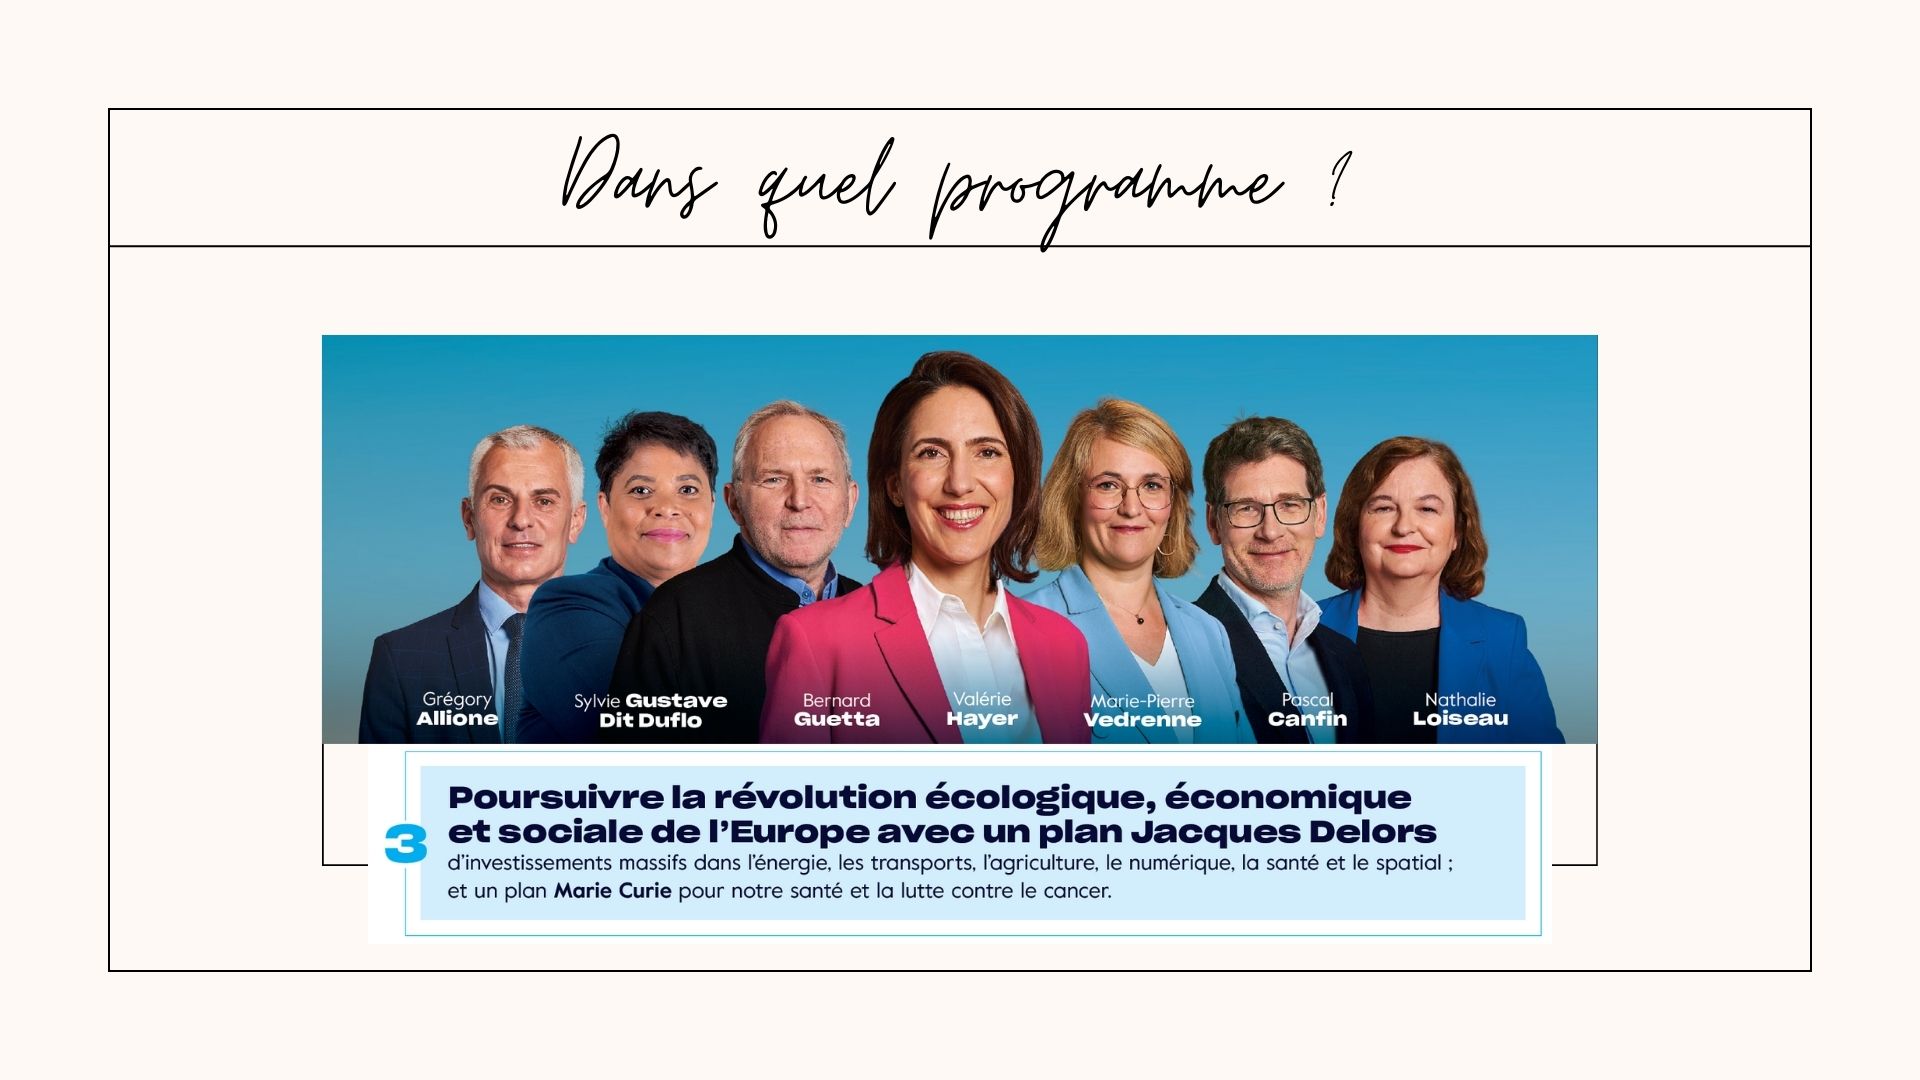 Dans quel programme ?
Grégory
Allione
Sylvie Gustave
Dit Duflo
Bernard
Guetta
Valérie
Hayer
Marie-Pierre
Vedrenne
Pascal
Canfin
Nathalie
Loiseau
3
Poursuivre la révolution écologique, économique
et sociale de l’Europe avec un plan Jacques Delors
d’investissements massifs dans l’énergie, les transports, l’agriculture, le numérique, la santé et le spatial ;
et un plan Marie Curie pour notre santé et la lutte contre le cancer.